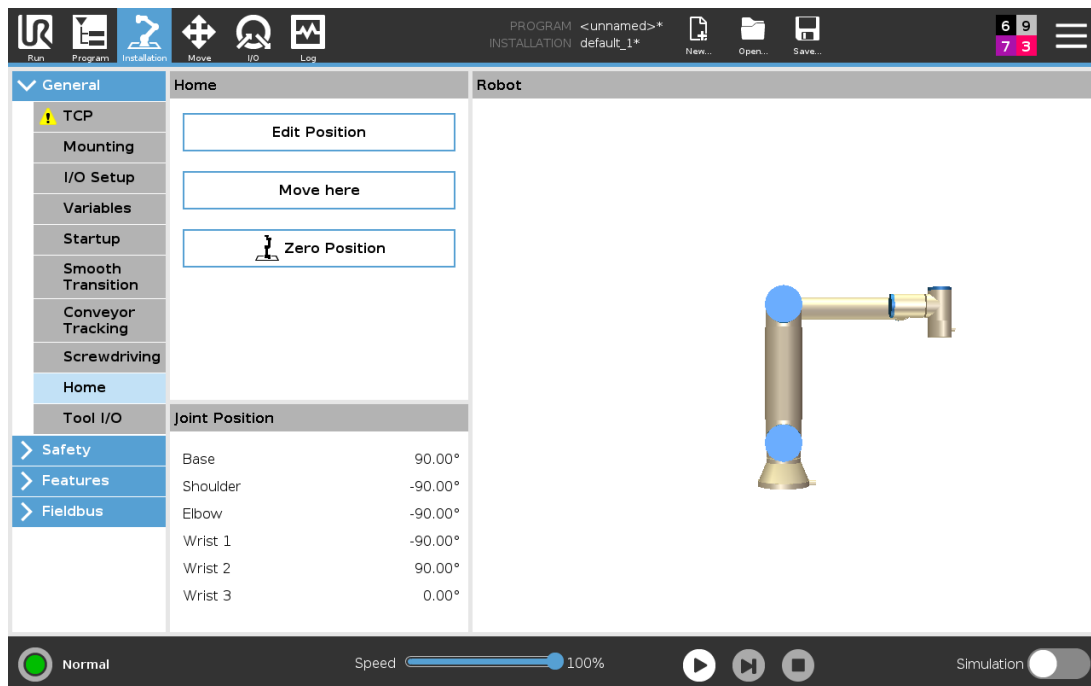 UR
Run
Program
Installation
Move
I/O
Log
PROGRAM <unnamed>*
INSTALLATION default_1*
New...
Open...
Save...
6 9
7 3
General
TCP
Mounting
I/O Setup
Variables
Startup
Smooth
Transition
Conveyor
Tracking
Screwdriving
Home
Tool I/O
Safety
Features
Fieldbus
Home
Edit Position
Move here
Zero Position
Joint Position
Base 90.00°
Shoulder -90.00°
Elbow -90.00°
Wrist 1 -90.00°
Wrist 2 90.00°
Wrist 3 0.00°
Robot
Normal
Speed 100%
Simulation